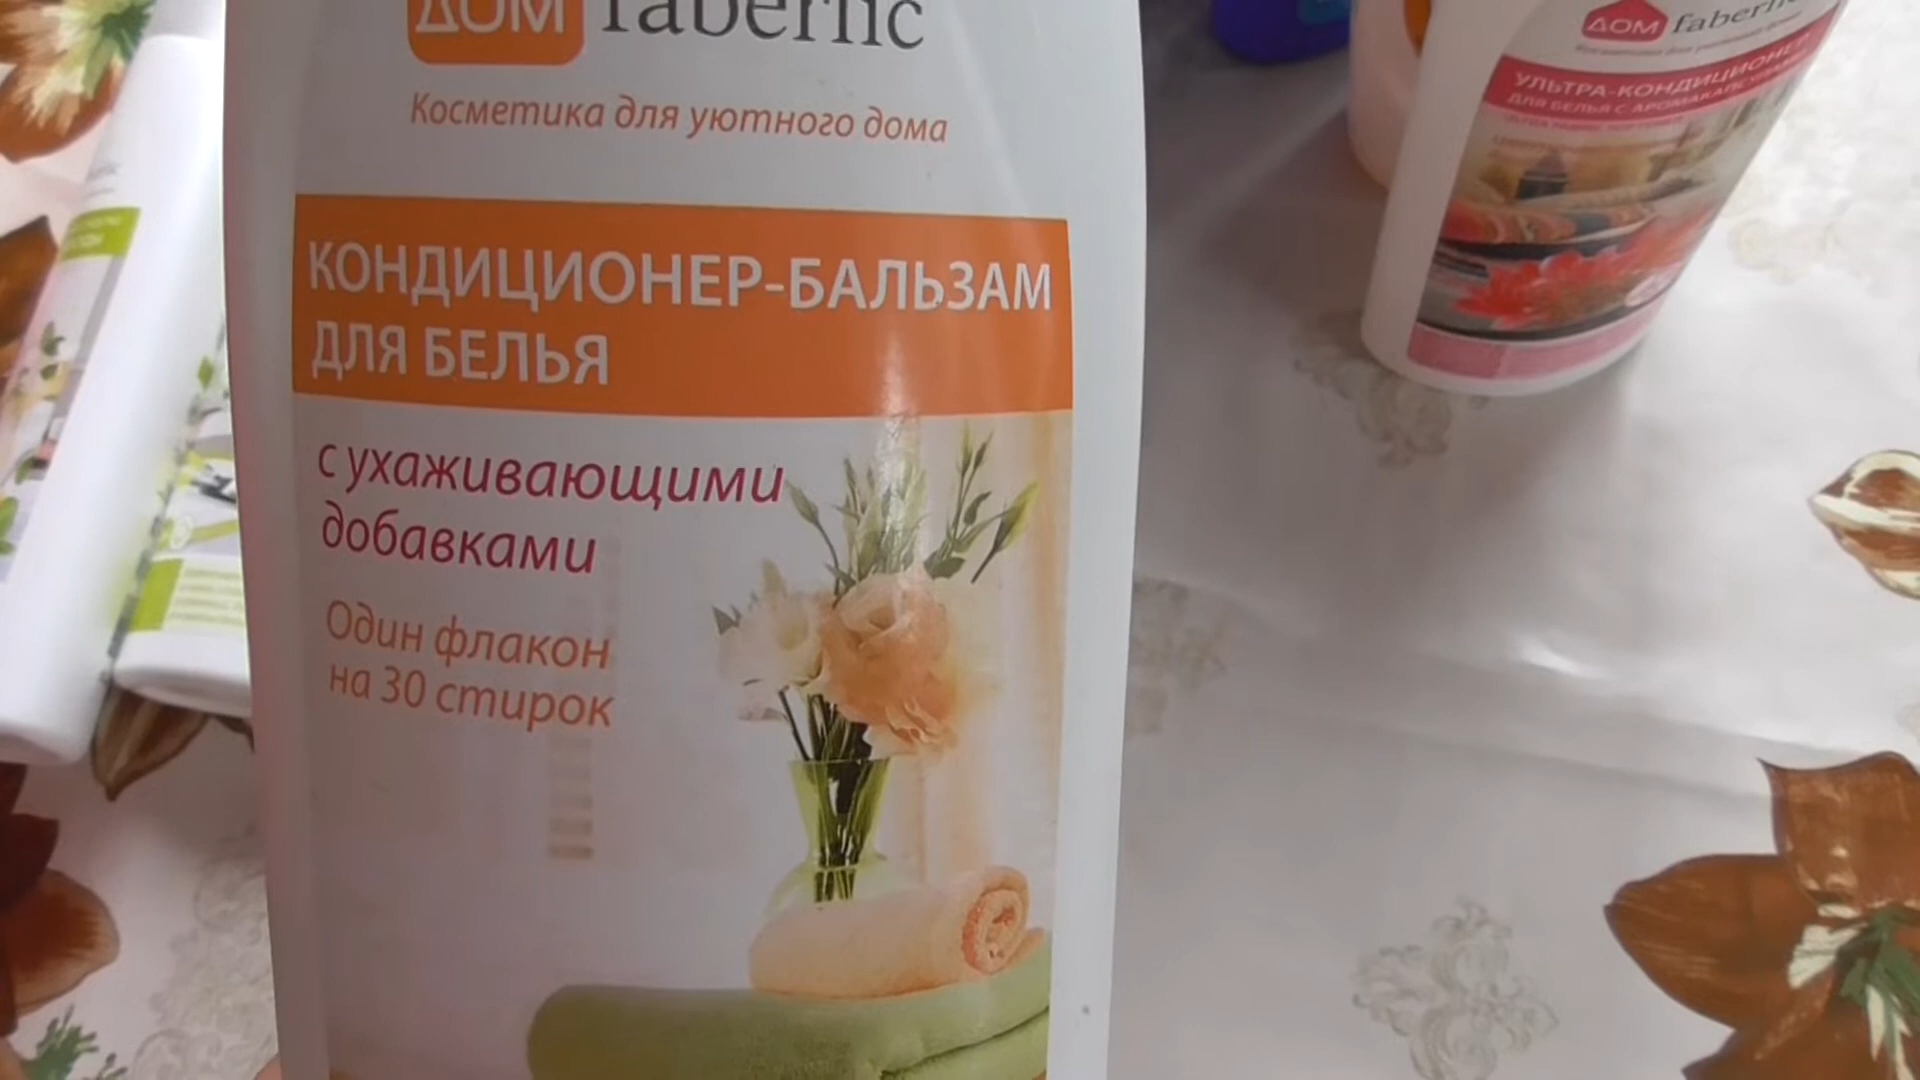 ДОМ faberlic
Косметика для уютного дома
КОНДИЦИОНЕР-БАЛЬЗАМ
ДЛЯ БЕЛЬЯ
с ухаживающими
добавками
Один флакон
на 30 стирок
ДОМ faberlic
УЛЬТРА-КОНДИЦИОНЕР
ДЛЯ БЕЛЬЯ С АРОМАКАПСУЛАМИ